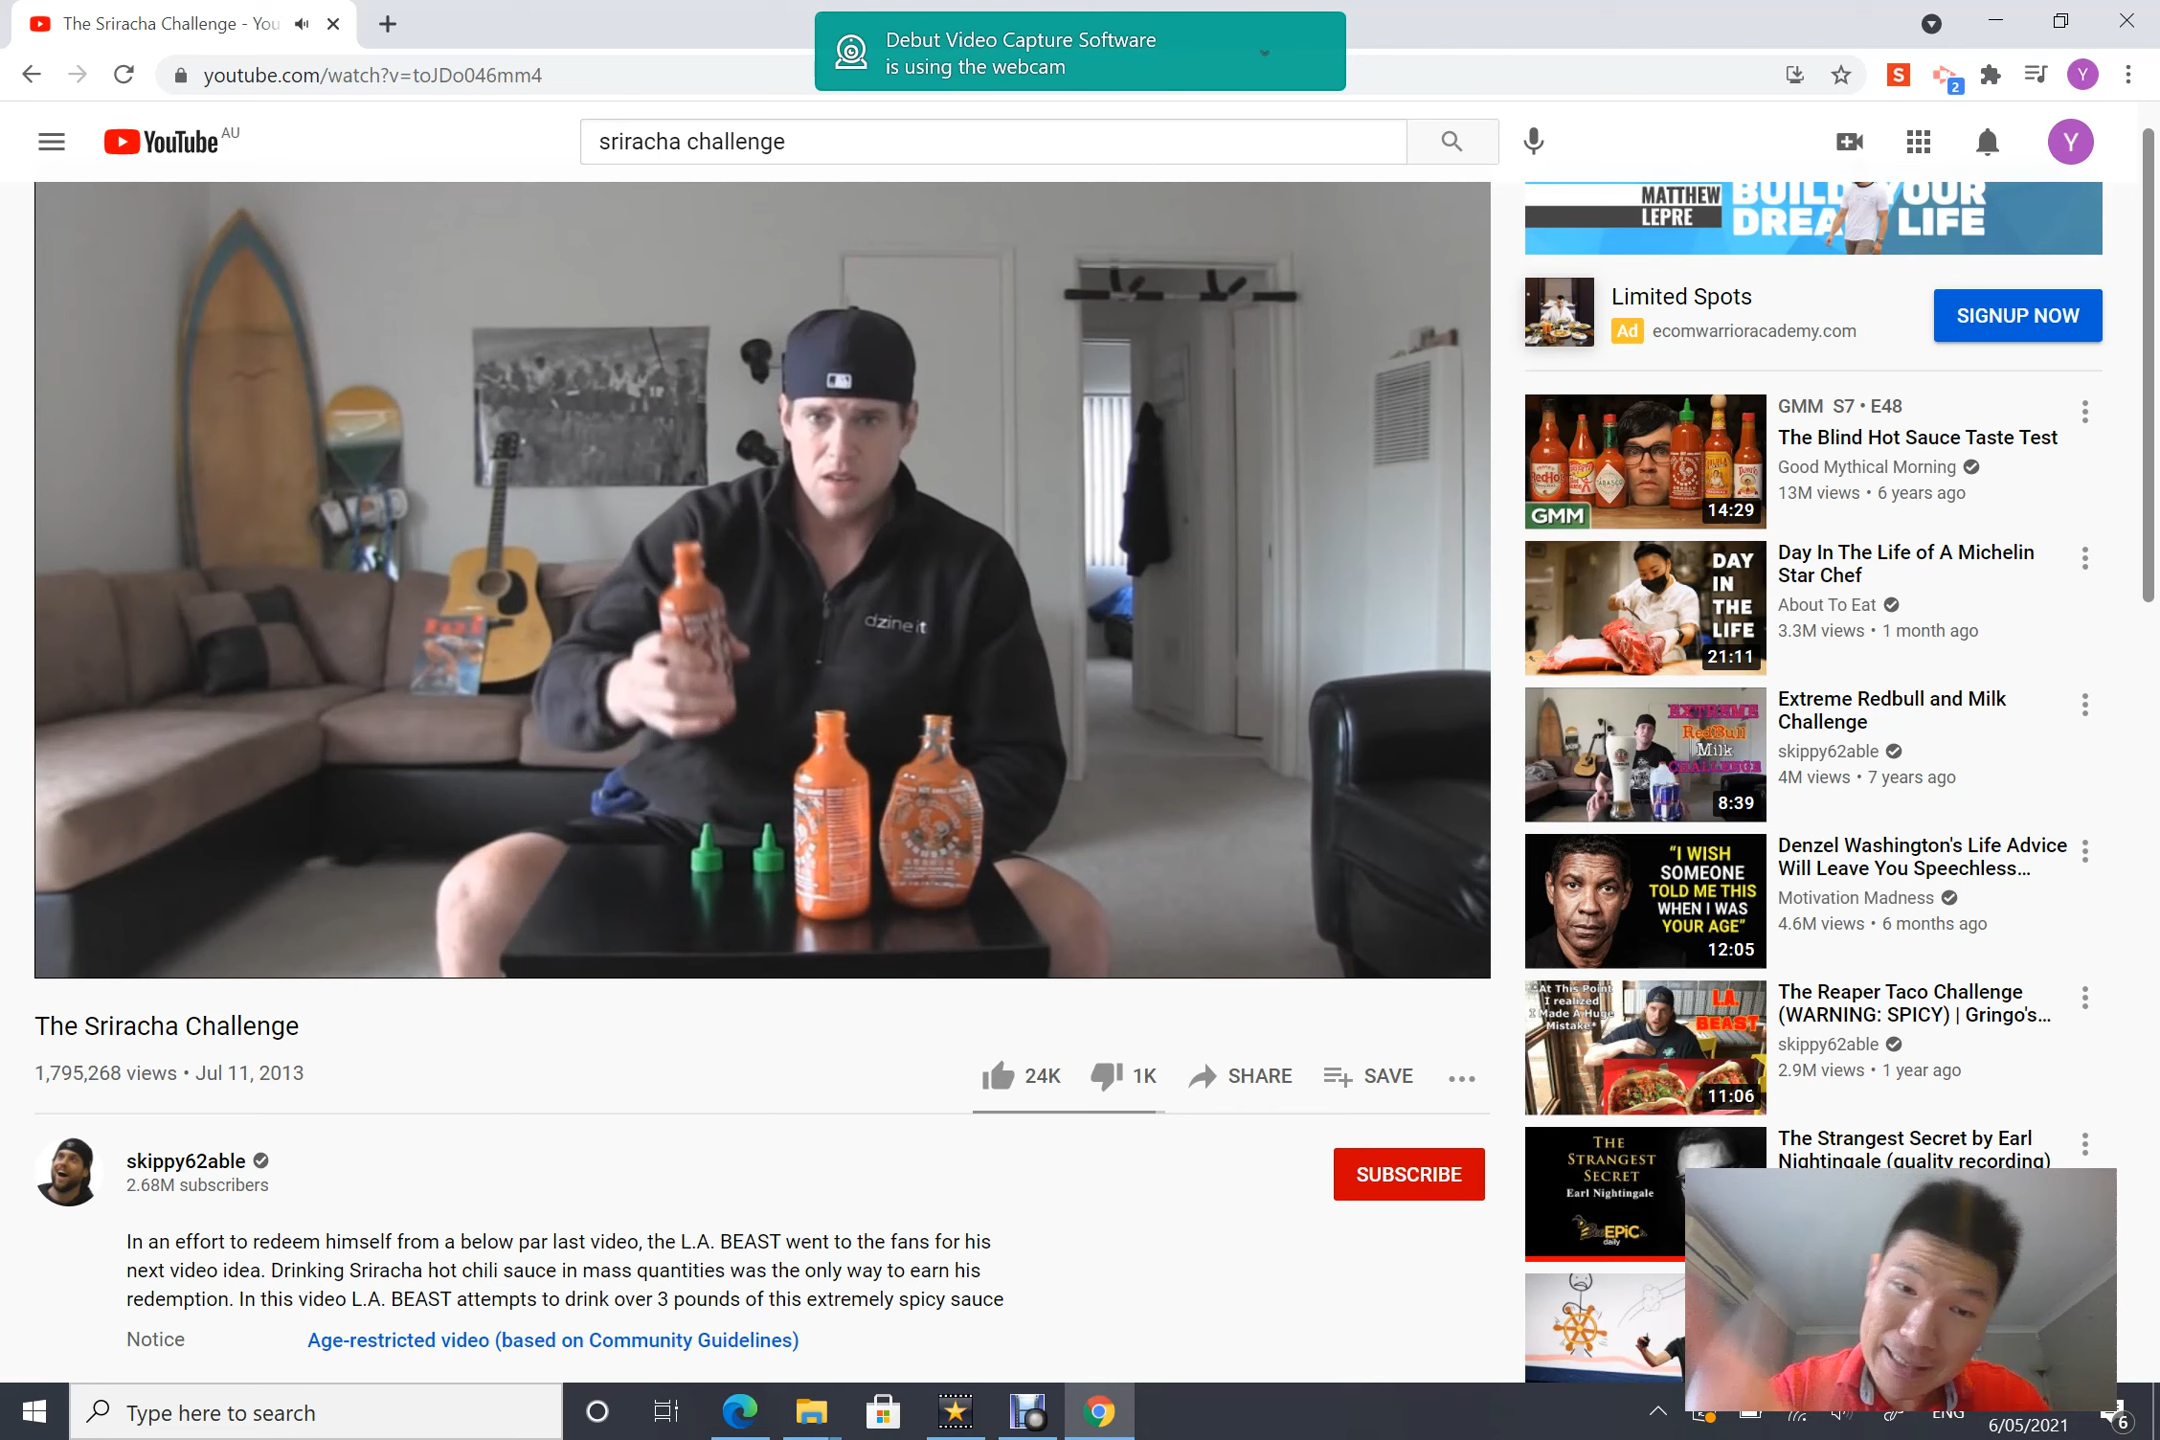 The Sriracha Challenge - You
Debut Video Capture Software
is using the webcam
youtube.com/watch?v=toJDo046mm4
S
2
Y
YouTube AU
sriracha challenge
Y
MATTHEW
LEPRE
BUILD YOUR
DREAM LIFE
Limited Spots
Ad ecomwarrioracademy.com
SIGNUP NOW
dzineit
GMM
14:29
GMM S7 • E48
The Blind Hot Sauce Taste Test
Good Mythical Morning
13M views • 6 years ago
DAY
IN
THE
LIFE
21:11
Day In The Life of A Michelin
Star Chef
About To Eat
3.3M views • 1 month ago
EXTREME
RedBull
Milk
CHALLENGE
8:39
Extreme Redbull and Milk
Challenge
skippy62able
4M views • 7 years ago
“I WISH
SOMEONE
TOLD ME THIS
WHEN I WAS
YOUR AGE”
12:05
Denzel Washington's Life Advice
Will Leave You Speechless...
Motivation Madness
4.6M views • 6 months ago
*At This Point
I realized
I Made A Huge
Mistake*
L.A.
BEAST
11:06
The Reaper Taco Challenge
(WARNING: SPICY) | Gringo's...
skippy62able
2.9M views • 1 year ago
THE
STRANGEST
SECRET
Earl Nightingale
EPiC
daily
The Strangest Secret by Earl
Nightingale (quality recording)
The Sriracha Challenge
1,795,268 views • Jul 11, 2013
24K 1K SHARE SAVE
skippy62able
2.68M subscribers
SUBSCRIBE
In an effort to redeem himself from a below par last video, the L.A. BEAST went to the fans for his
next video idea. Drinking Sriracha hot chili sauce in mass quantities was the only way to earn his
redemption. In this video L.A. BEAST attempts to drink over 3 pounds of this extremely spicy sauce
Notice Age-restricted video (based on Community Guidelines)
Type here to search
ENG
6/05/2021
6